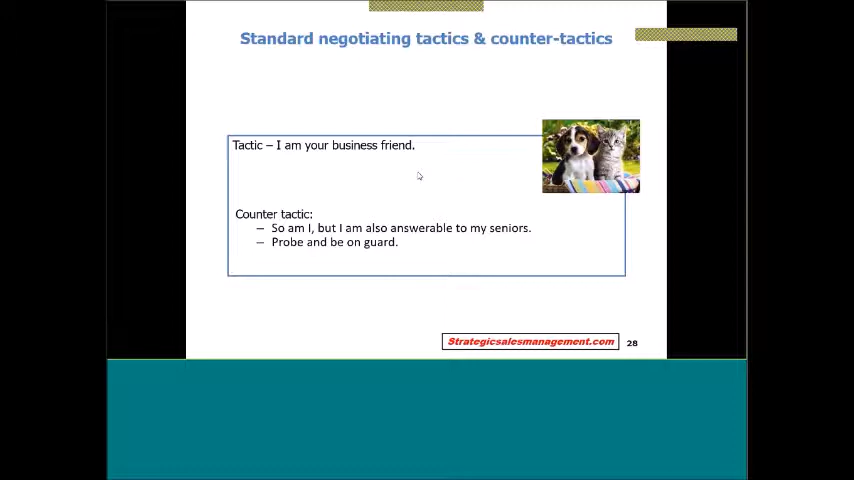 Standard negotiating tactics & counter-tactics
Tactic – I am your business friend.
Counter tactic:
– So am I, but I am also answerable to my seniors.
– Probe and be on guard.
Strategicsalesmanagement.com
28